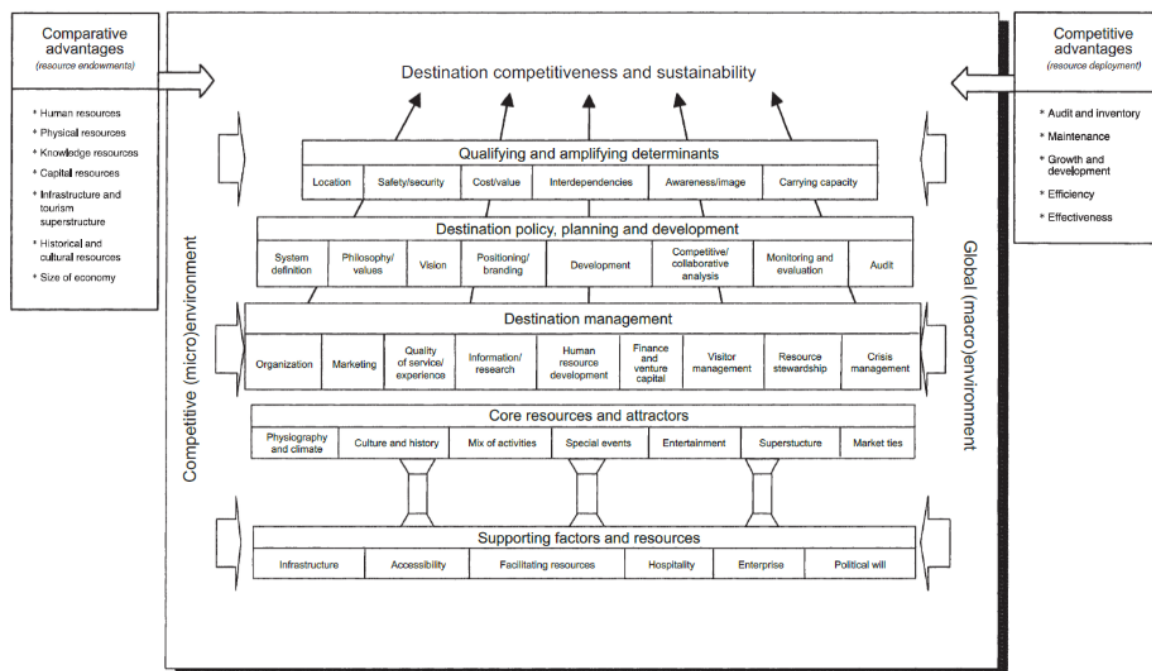 Comparative
advantages
(resource endowments)
* Human resources
* Physical resources
* Knowledge resources
* Capital resources
* Infrastructure and
tourism
superstructure
* Historical and
cultural resources
* Size of economy
Competitive (micro)environment
Destination competitiveness and sustainability
Qualifying and amplifying determinants
Location
Safety/security
Cost/value
Interdependencies
Awareness/image
Carrying capacity
Destination policy, planning and development
System
definition
Philosophy/
values
Vision
Positioning/
branding
Development
Competitive/
collaborative
analysis
Monitoring and
evaluation
Audit
Destination management
Organization
Marketing
Quality
of service/
experience
Information/
research
Human
resource
development
Finance
and
venture
capital
Visitor
management
Resource
stewardship
Crisis
management
Core resources and attractors
Physiography
and climate
Culture and history
Mix of activities
Special events
Entertainment
Superstucture
Market ties
Supporting factors and resources
Infrastructure
Accessibility
Facilitating resources
Hospitality
Enterprise
Political will
Global (macro)environment
Competitive
advantages
(resource deployment)
* Audit and inventory
* Maintenance
* Growth and
development
* Efficiency
* Effectiveness